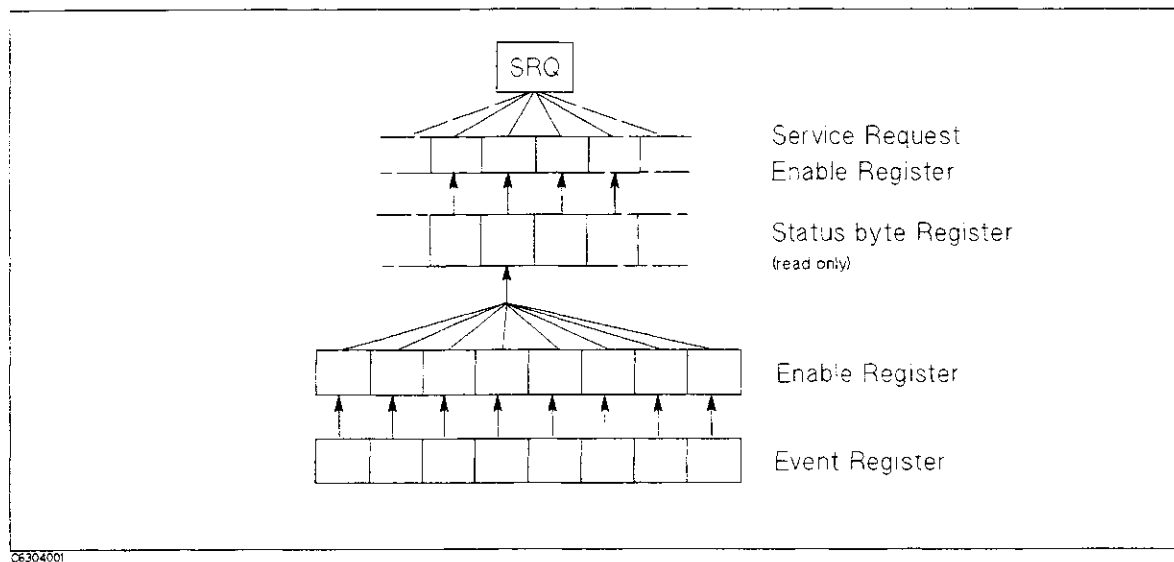 SRQ
Service Request
Enable Register
Status byte Register
(read only)
Enable Register
Event Register
C6304001